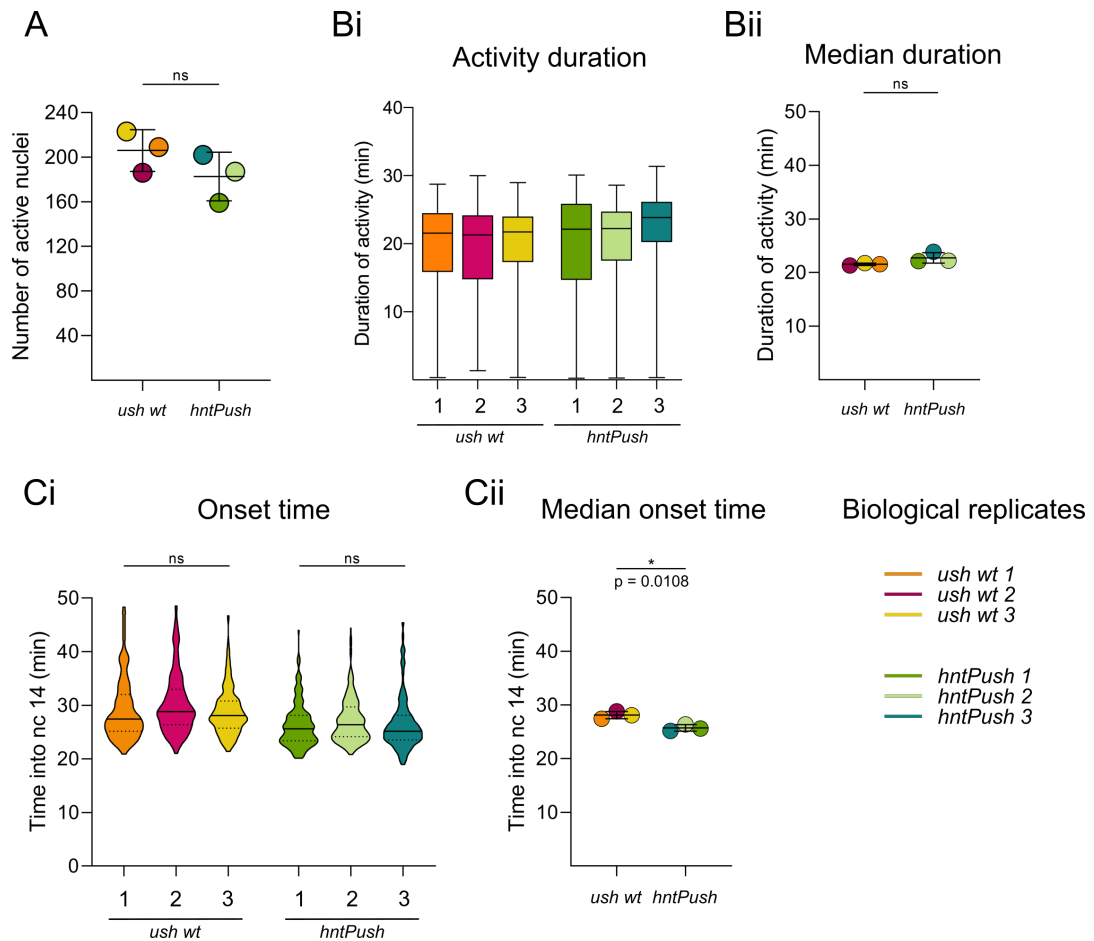 A
ns
Number of active nuclei
240
200
160
120
80
40
ush wt
hntPush
Bi
Activity duration
Duration of activity (min)
40
30
20
10
1 2 3 1 2 3
ush wt hntPush
Bii
Median duration
ns
Duration of activity (min)
50
40
30
20
10
ush wt hntPush
Ci
Onset time
ns ns
Time into nc 14 (min)
50
40
30
20
10
0
1 2 3 1 2 3
ush wt hntPush
Cii
Median onset time
*
p = 0.0108
Time into nc 14 (min)
50
40
30
20
10
ush wt hntPush
Biological replicates
ush wt 1
ush wt 2
ush wt 3
hntPush 1
hntPush 2
hntPush 3